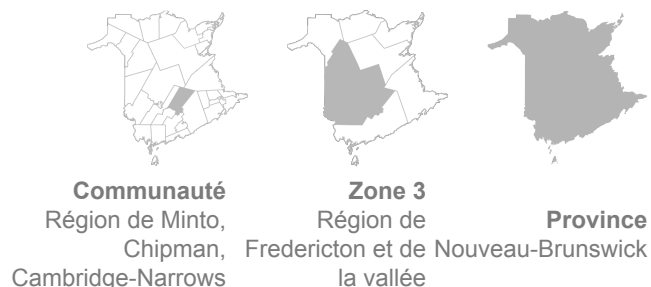 Communauté
Région de Minto,
Chipman,
Cambridge-Narrows
Zone 3
Région de
Fredericton et de
la vallée
Province
Nouveau-Brunswick